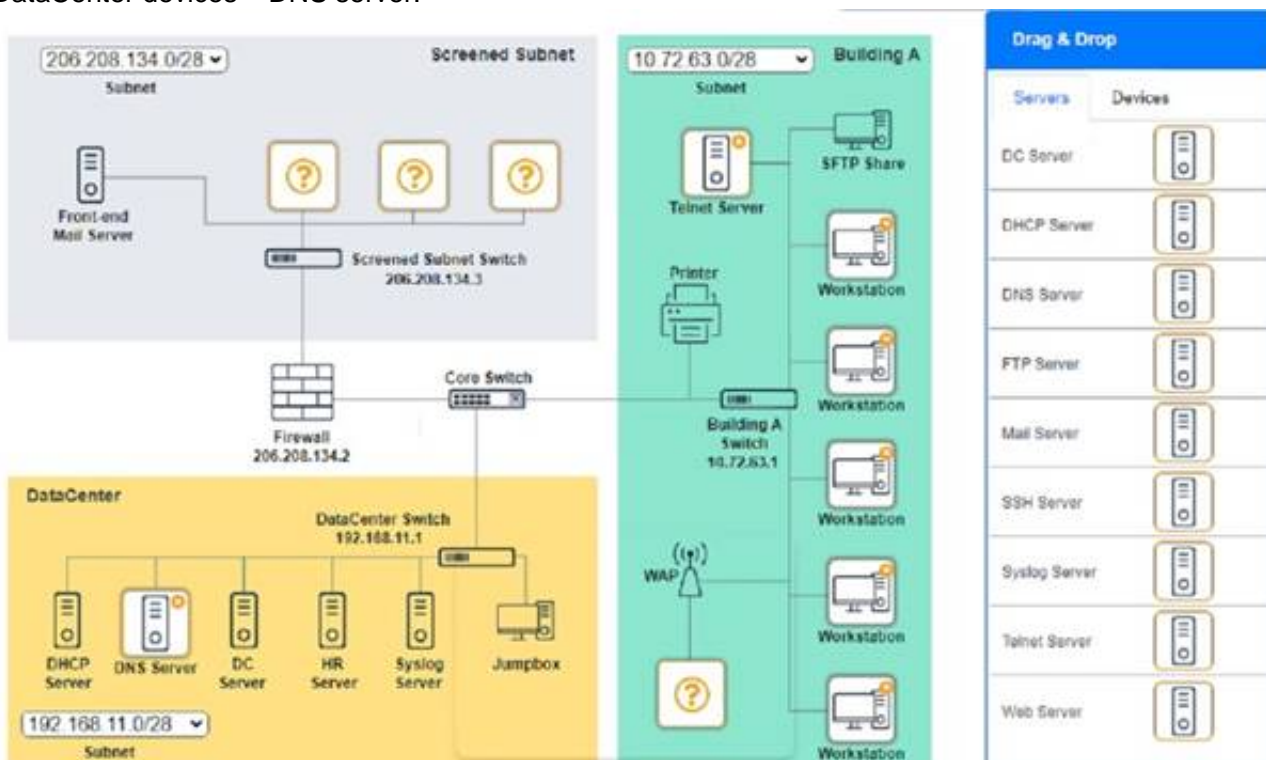 DataCenter devices – DNS server.
206.208.134.0/28
Subnet
Screened Subnet
Front-end
Mail Server
Screened Subnet Switch
206.208.134.3
Firewall
206.208.134.2
Core Switch
10.72.63.0/28
Subnet
Building A
SFTP Share
Telnet Server
Workstation
Printer
Workstation
Building A
Switch
10.72.63.1
Workstation
WAP
Workstation
Workstation
DataCenter
DataCenter Switch
192.168.11.1
DHCP
Server
DNS Server
DC
Server
HR
Server
Syslog
Server
Jumpbox
192.168.11.0/28
Subnet
Drag & Drop
Servers
Devices
DC Server
DHCP Server
DNS Server
FTP Server
Mail Server
SSH Server
Syslog Server
Telnet Server
Web Server